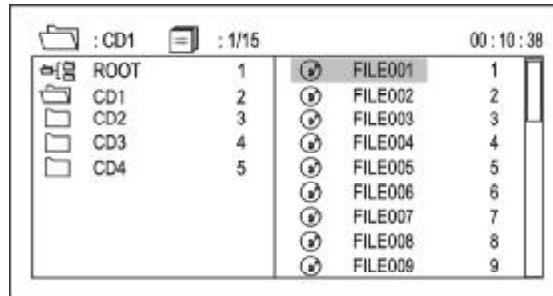 : CD1 : 1/15 00 : 10 : 38
ROOT 1
CD1 2
CD2 3
CD3 4
CD4 5
FILE001 1
FILE002 2
FILE003 3
FILE004 4
FILE005 5
FILE006 6
FILE007 7
FILE008 8
FILE009 9